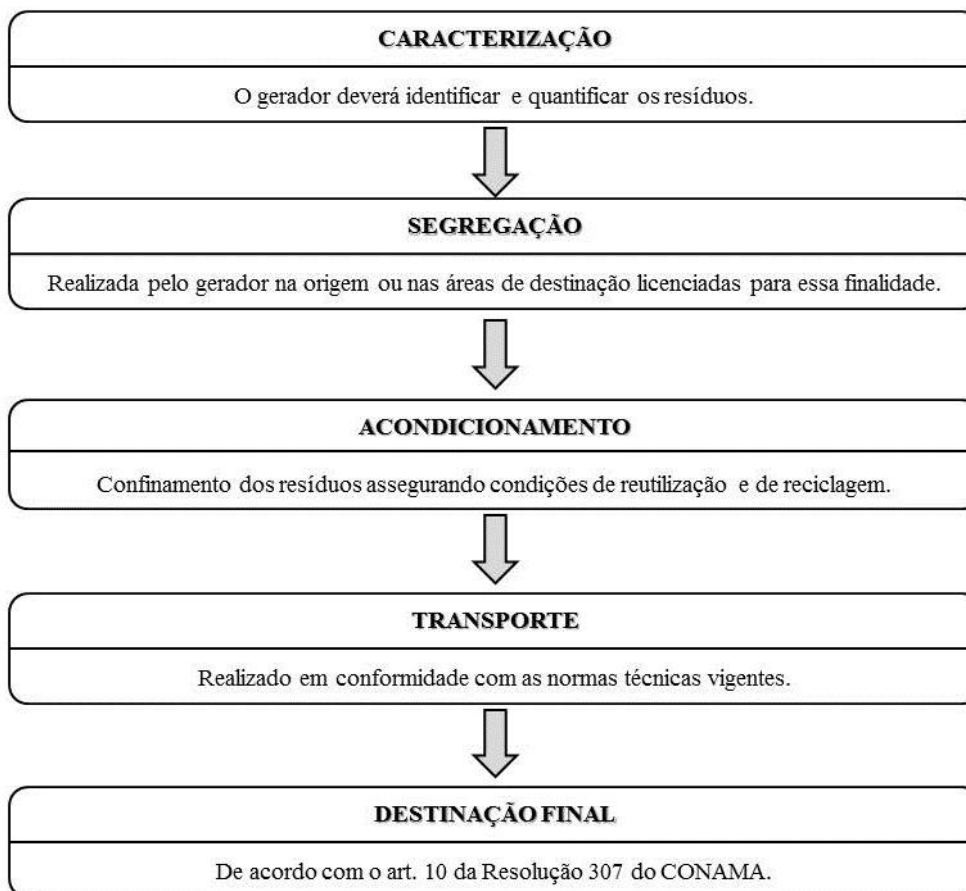 CARACTERIZAÇÃO
O gerador deverá identificar e quantificar os resíduos.
SEGREGAÇÃO
Realizada pelo gerador na origem ou nas áreas de destinação licenciadas para essa finalidade.
ACONDICIONAMENTO
Confinamento dos resíduos assegurando condições de reutilização e de reciclagem.
TRANSPORTE
Realizado em conformidade com as normas técnicas vigentes.
DESTINAÇÃO FINAL
De acordo com o art. 10 da Resolução 307 do CONAMA.